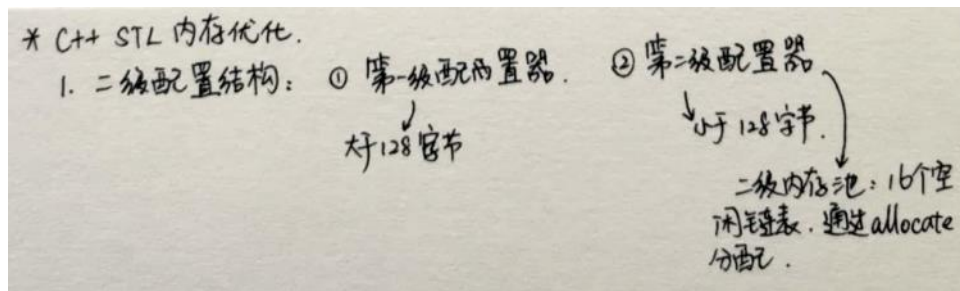 * C++ STL 内存优化.
1. 二级配置结构: ① 第一级配置器. ② 第二级配置器
大于128字节
小于128字节.
二级内存池: 16个空
闲链表. 通过allocate
分配.